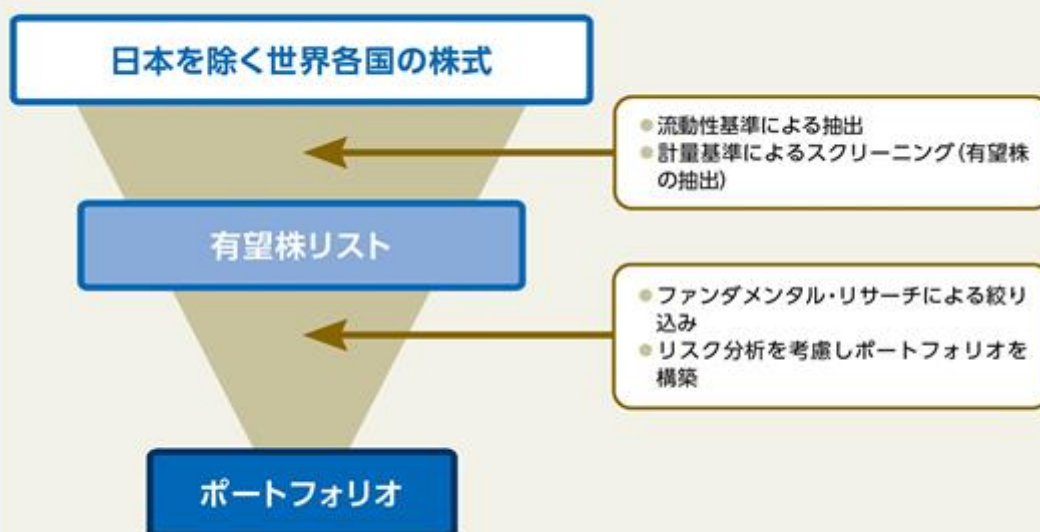 日本を除く世界各国の株式
●流動性基準による抽出
●計量基準によるスクリーニング(有望株
の抽出)
有望株リスト
●ファンダメンタル・リサーチによる絞り
込み
●リスク分析を考慮しポートフォリオを
構築
ポートフォリオ